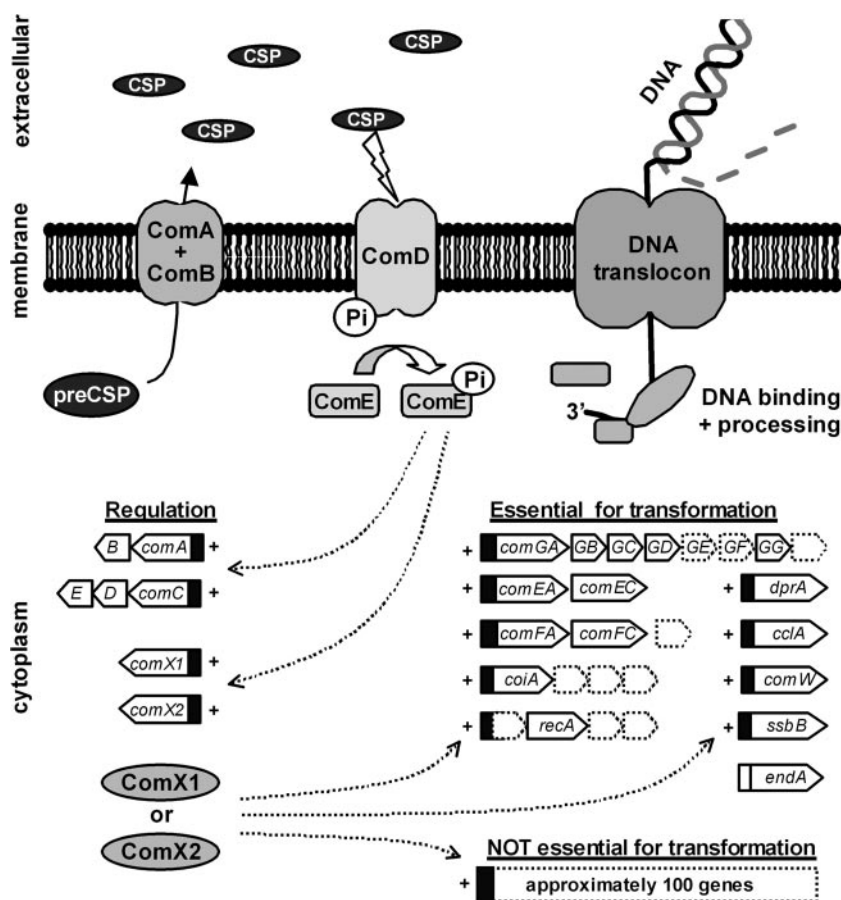 extracellular
membrane
cytoplasm
CSP
CSP
CSP
CSP
CSP
DNA
ComA
+
ComB
ComD
DNA
translocon
Pi
preCSP
ComE
ComE
Pi
3’
DNA binding
+ processing
Regulation
B comA +
E D comC +
comX1 +
comX2 +
ComX1
or
ComX2
Essential for transformation
+ comGA GB GC GD GE GF GG
+ comEA comEC
+ dprA
+ comFA comFC
+ cclA
+ coiA
+ comW
+ recA
+ ssbB
endA
NOT essential for transformation
+ approximately 100 genes